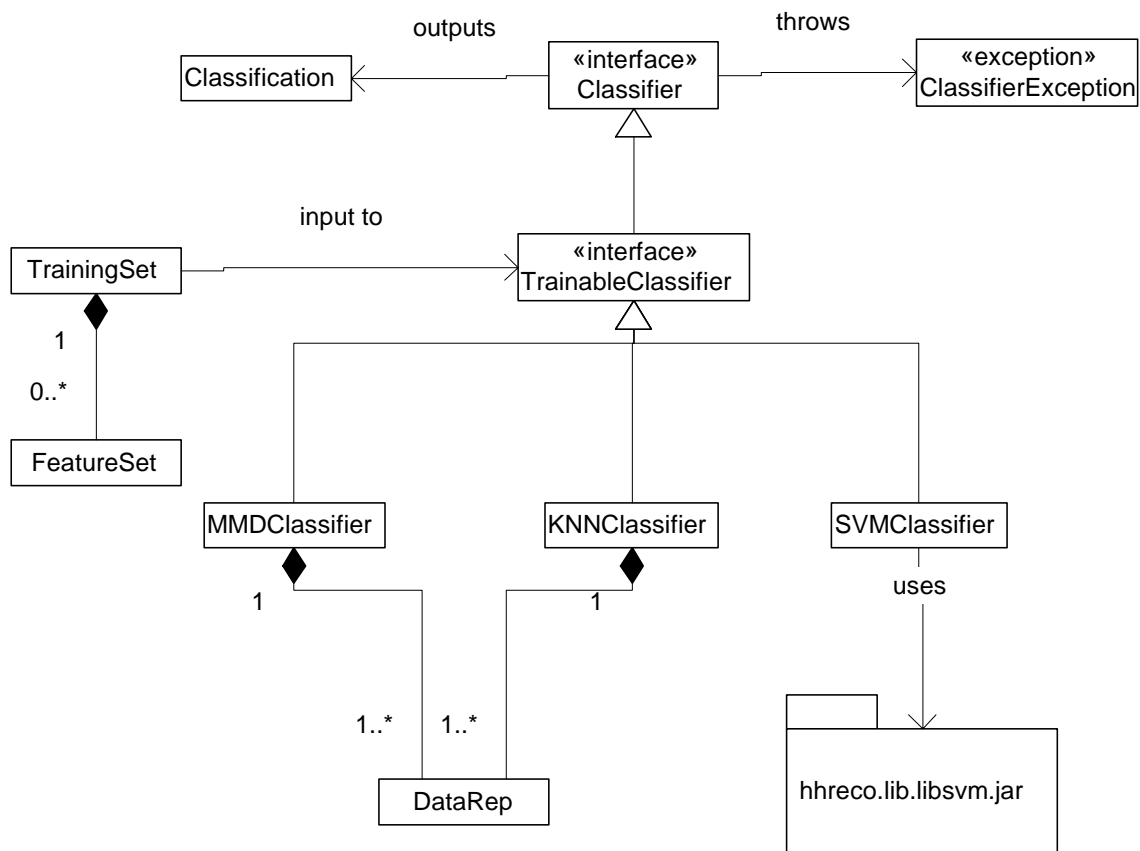 outputs
throws
Classification
«interface»
Classifier
«exception»
ClassifierException
input to
TrainingSet
«interface»
TrainableClassifier
1
0..*
FeatureSet
MMDClassifier
KNNClassifier
SVMClassifier
1
1
uses
1..*
1..*
DataRep
hhreco.lib.libsvm.jar